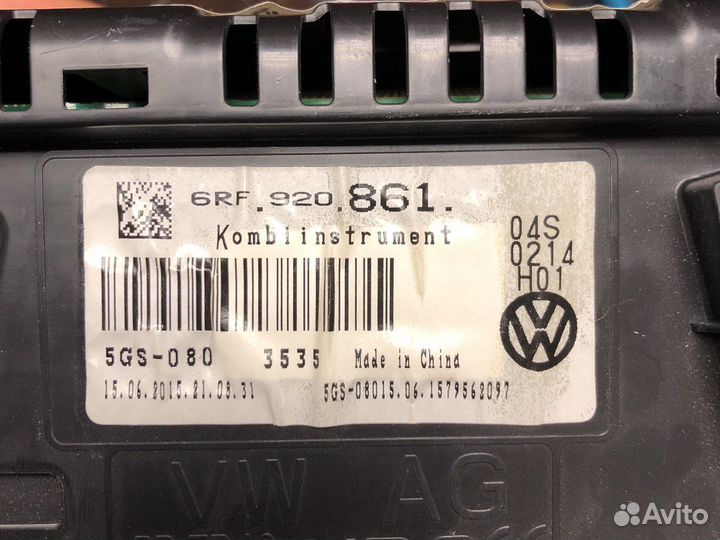 6RF.920.861.
Kombiinstrument
04S
0214
H01
5GS-080 3535 Made in China
15.06.2015.21.08.31 5GS-08015.06.1579562097
VW AG
Avito